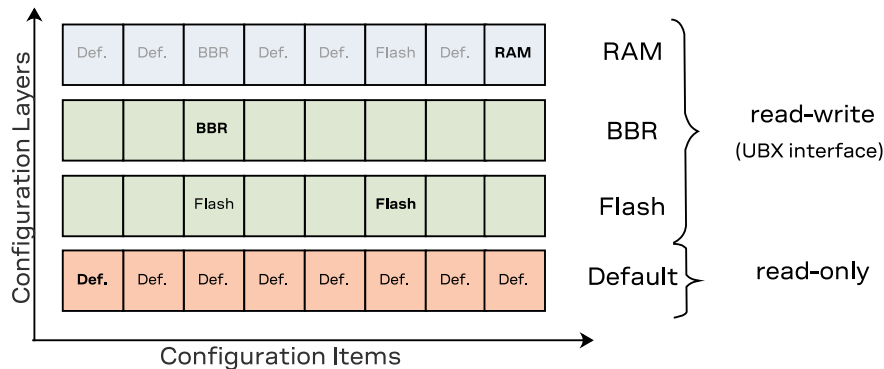 Configuration Layers
Def. Def. BBR Def. Def. Flash Def. RAM
RAM
BBR
BBR
Flash Flash
Flash
Def. Def. Def. Def. Def. Def. Def. Def.
Default
read-write
(UBX interface)
read-only
Configuration Items